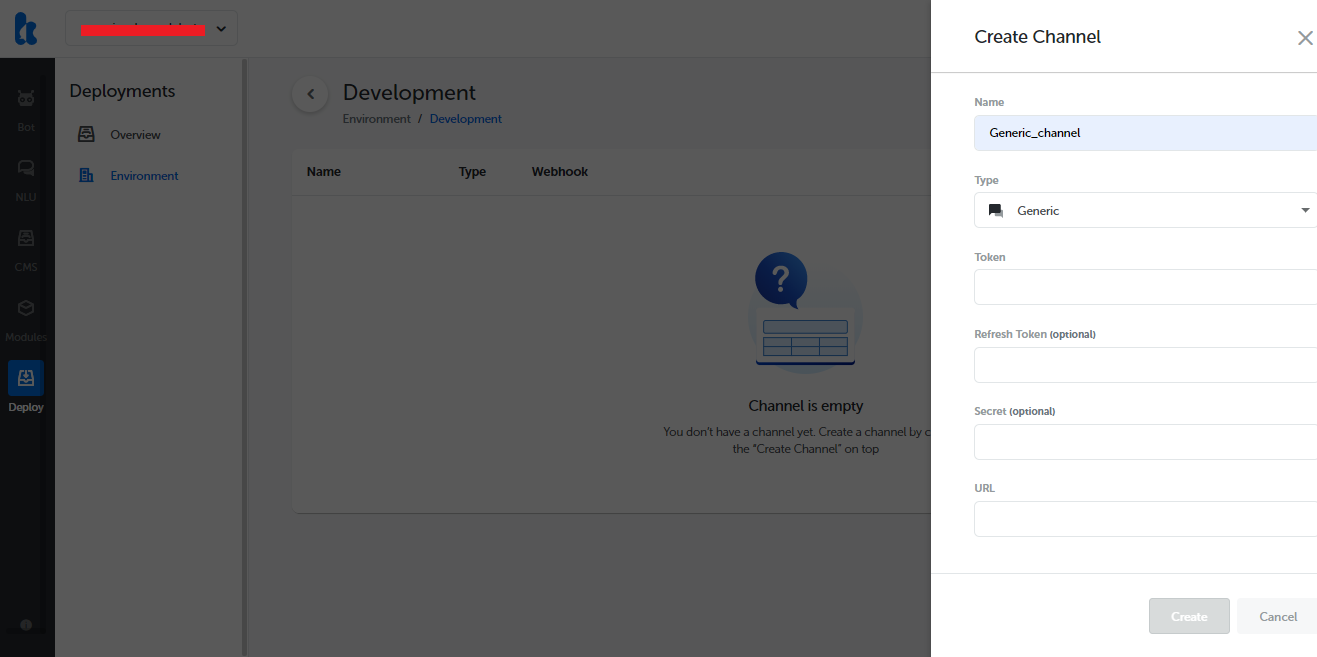 Create Channel
Deployments
Development
Environment / Development
Overview
Environment
Bot
NLU
CMS
Modules
Deploy
Name Type Webhook
?
Channel is empty
You don't have a channel yet. Create a channel by c
the "Create Channel" on top
Name
Generic_channel
Type
Generic
Token
Refresh Token (optional)
Secret (optional)
URL
Create Cancel